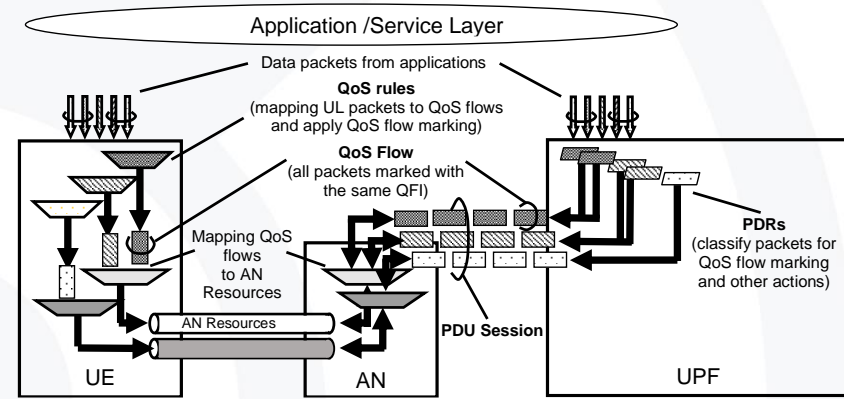 Application /Service Layer
Data packets from applications
QoS rules
(mapping UL packets to QoS flows
and apply QoS flow marking)
QoS Flow
(all packets marked with
the same QFI)
Mapping QoS
flows
to AN
Resources
PDRs
(classify packets for
QoS flow marking
and other actions)
AN Resources
PDU Session
UE
AN
UPF